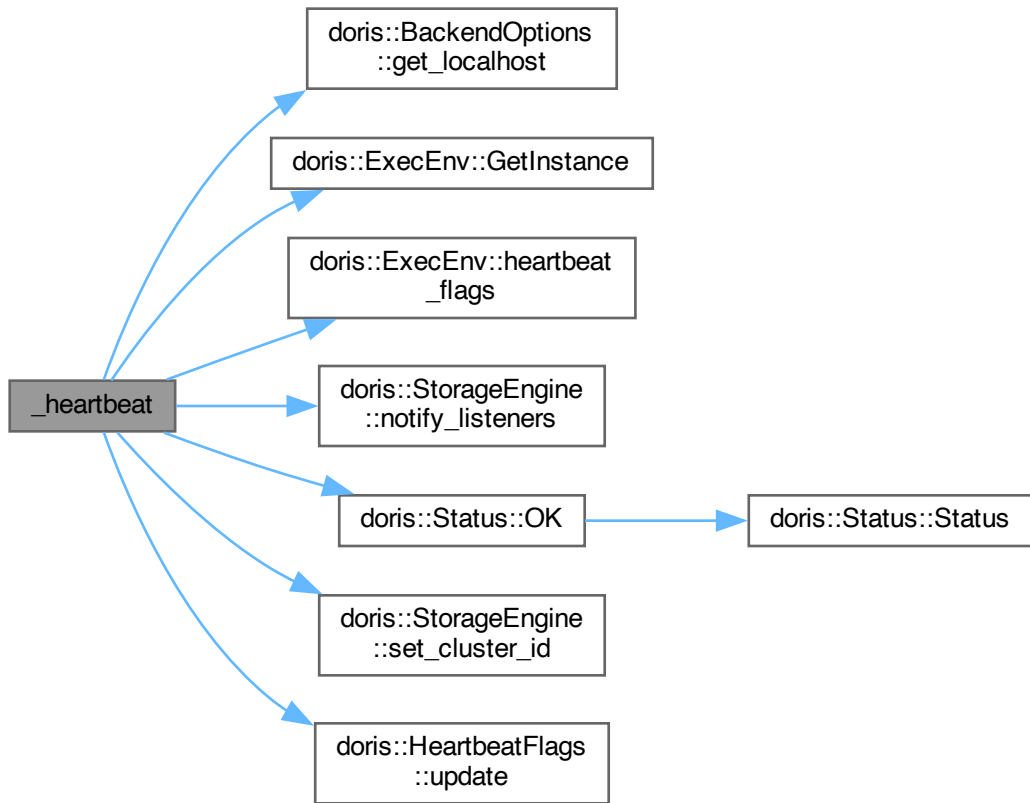 doris::BackendOptions
::get_localhost
doris::ExecEnv::GetInstance
doris::ExecEnv::heartbeat
_flags
_heartbeat
doris::StorageEngine
::notify_listeners
doris::Status::OK
doris::Status::Status
doris::StorageEngine
::set_cluster_id
doris::HeartbeatFlags
::update